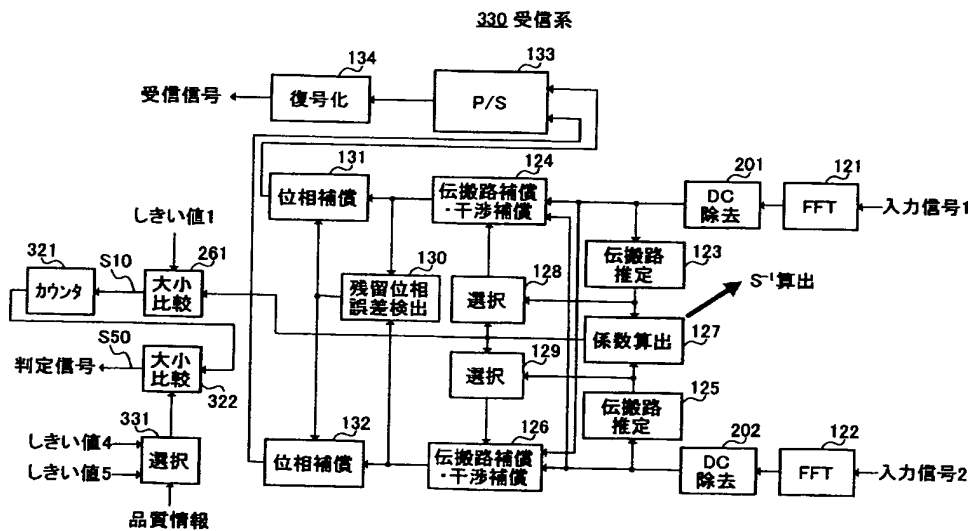 330 受信系
134
133
受信信号
復号化
P/S
131
124
201
121
位相補償
伝搬路補償
・干渉補償
DC
除去
FFT
入力信号1
しきい値1
321
S10
261
130
128
伝搬路
推定
123
S⁻¹算出
カウンタ
大小
比較
残留位相
誤差検出
選択
係数算出
127
129
判定信号
S50
大小
比較
322
選択
125
伝搬路
推定
331
132
126
202
122
しきい値4
しきい値5
選択
位相補償
伝搬路補償
・干渉補償
DC
除去
FFT
入力信号2
品質情報